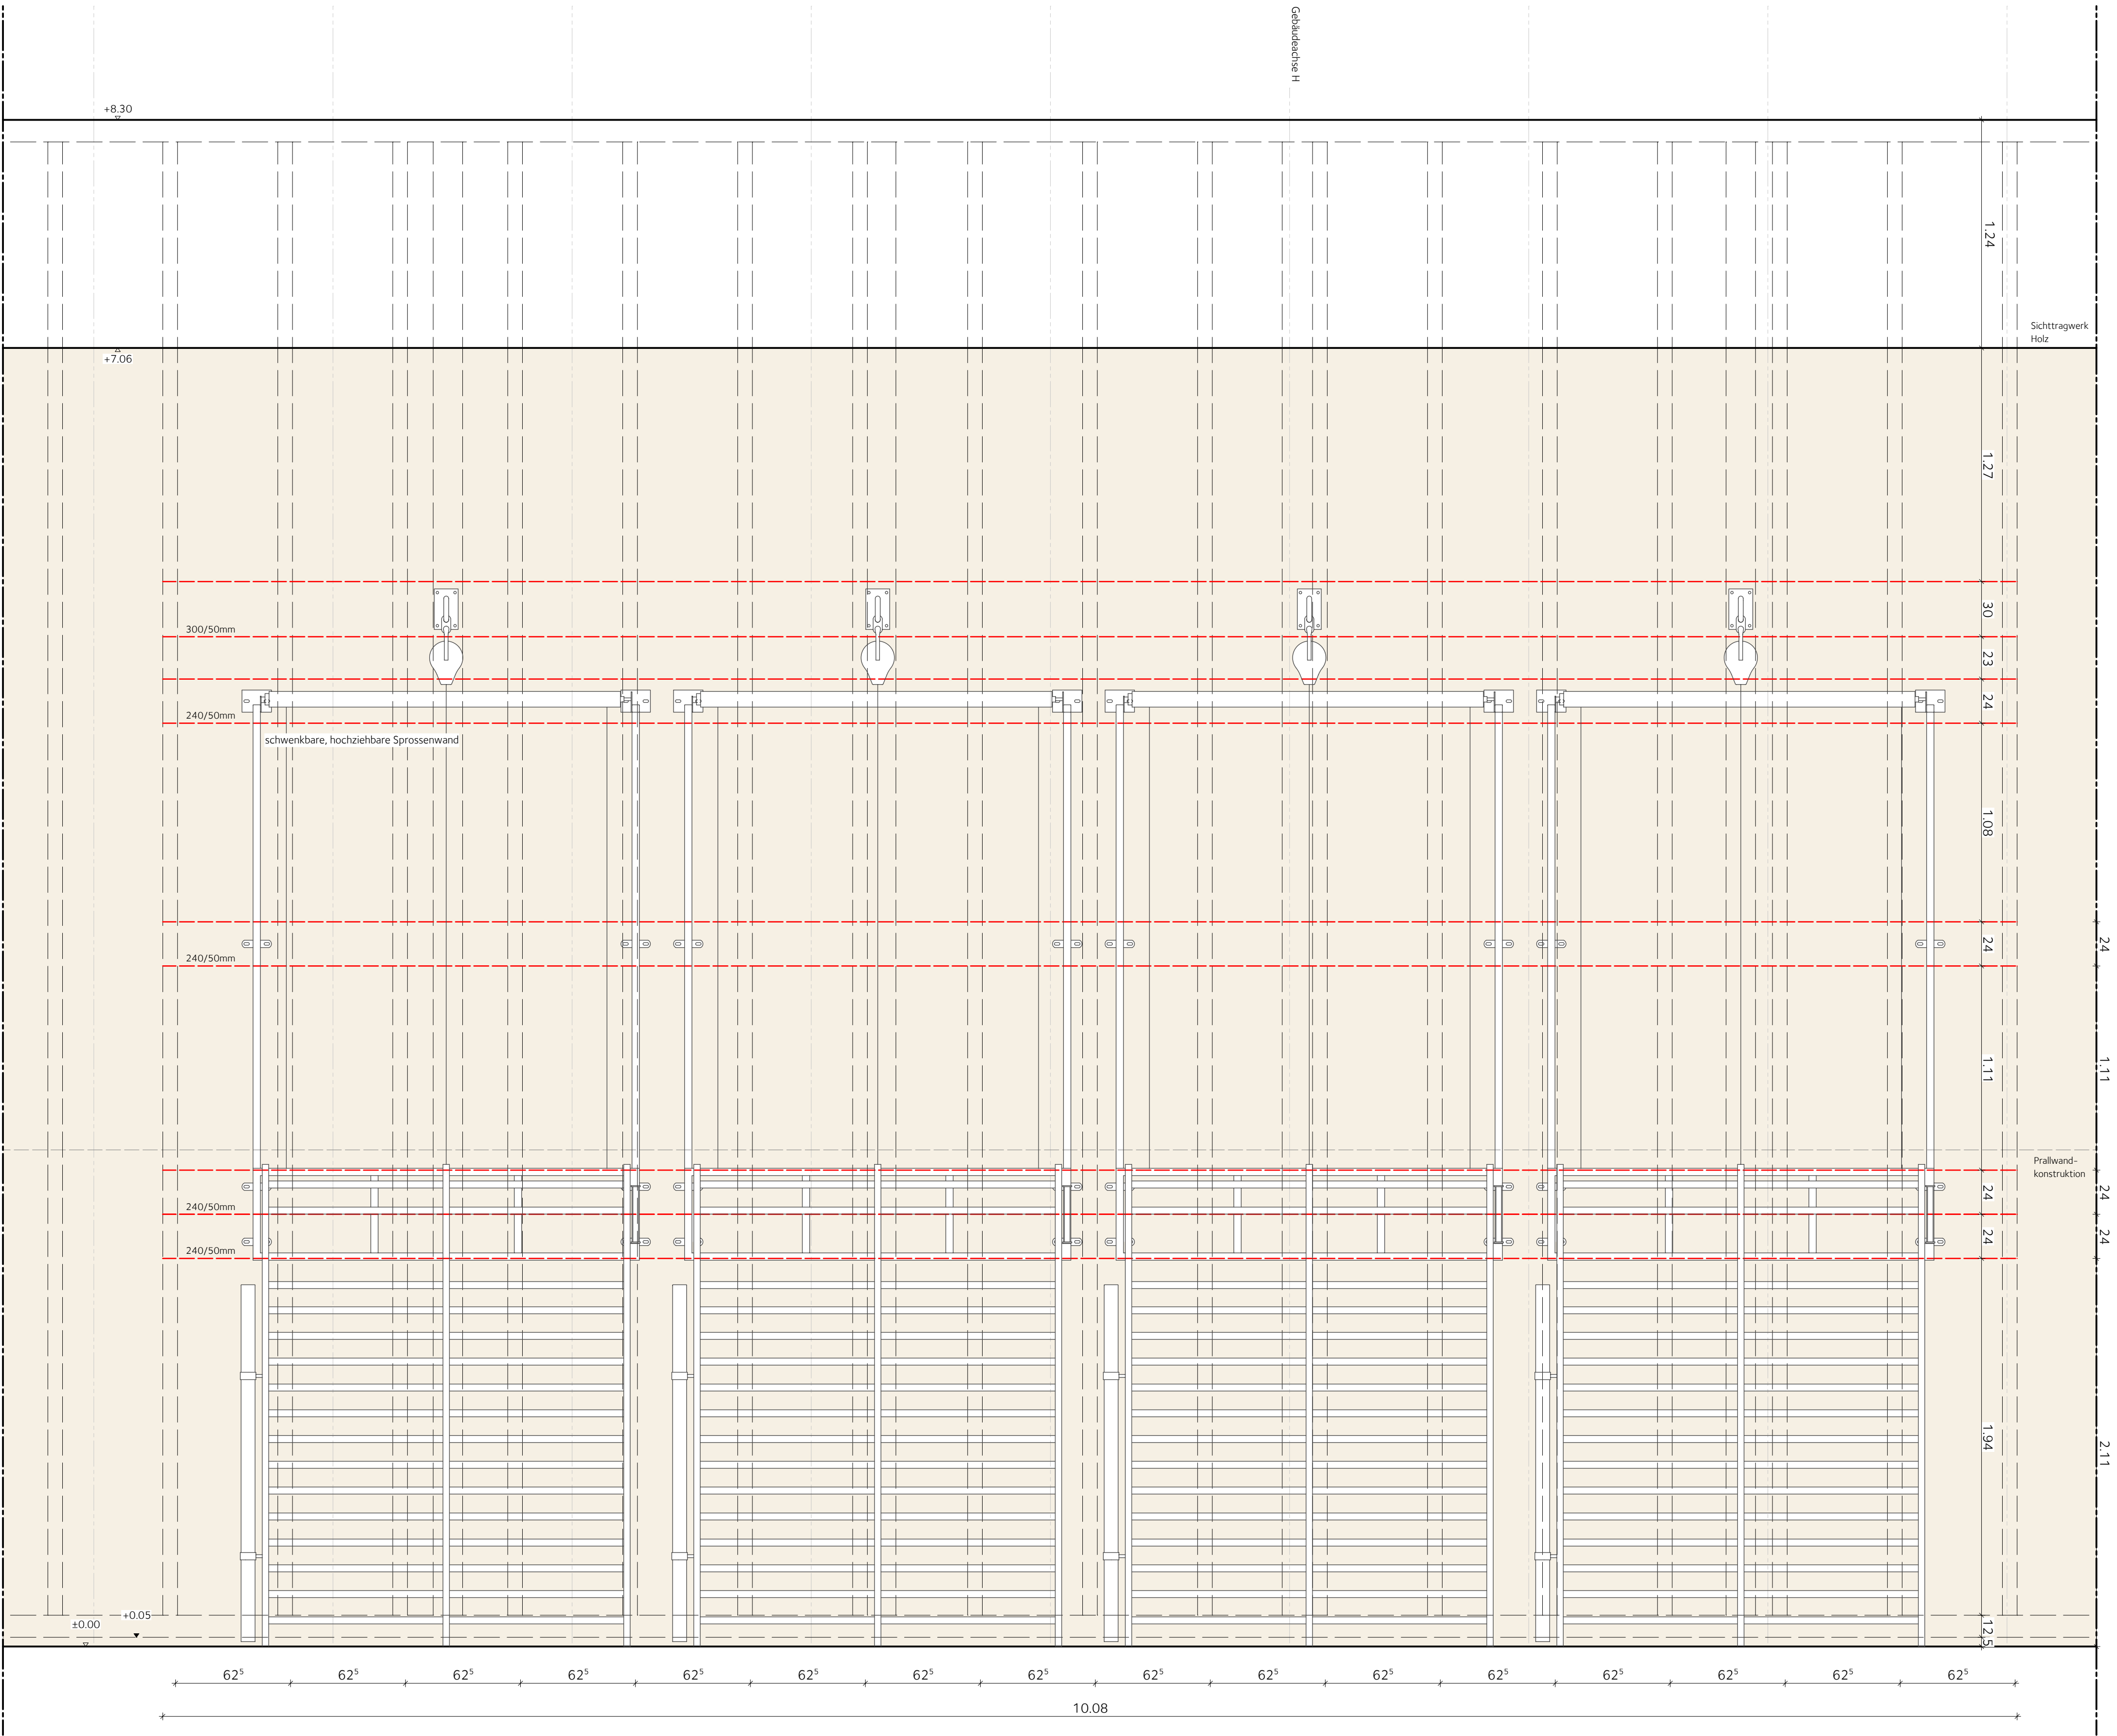 Gebäudeachse H
+8.30
1.24
Sichttragwerk
Holz
+7.06
1.27
30
300/50mm
23
24
240/50mm
schwenkbare, hochziehbare Sprossenwand
1.08
24
24
240/50mm
1.11
1.11
Prallwand-
konstruktion
24
240/50mm
24
24
240/50mm
1.94
2.11
+0.05
±0.00
12.5
62⁵ 62⁵ 62⁵ 62⁵ 62⁵ 62⁵ 62⁵ 62⁵ 62⁵ 62⁵ 62⁵ 62⁵ 62⁵ 62⁵ 62⁵ 62⁵
10.08